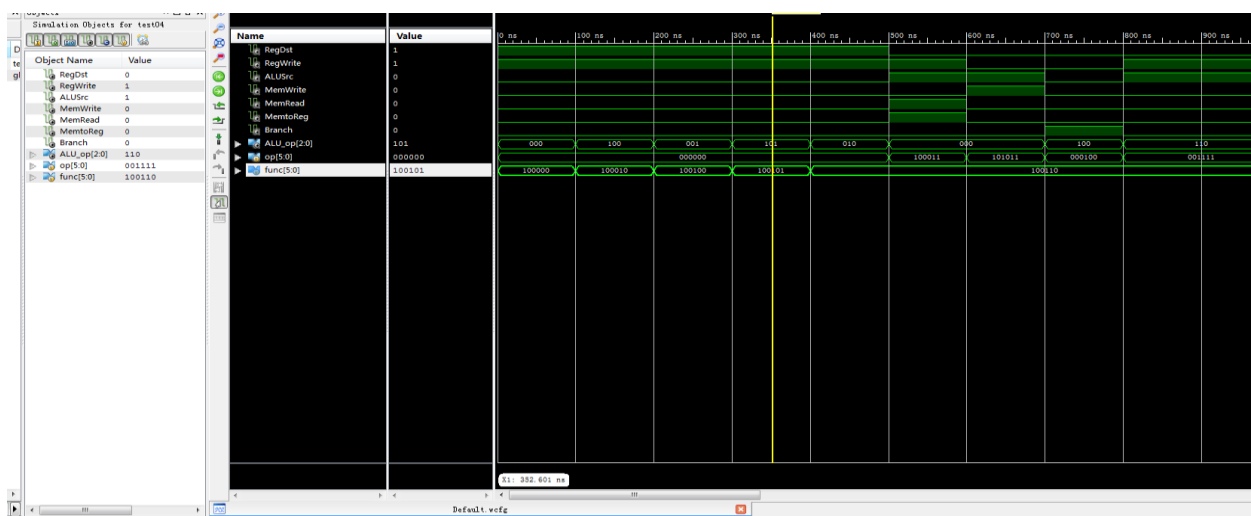 Simulation Objects for test04
Object Name Value
RegDst 0
RegWrite 1
ALUSrc 1
MemWrite 0
MemRead 0
MemtoReg 0
Branch 0
ALU_op[2:0] 110
op[5:0] 001111
func[5:0] 100110
Name Value
RegDst 1
RegWrite 1
ALUSrc 0
MemWrite 0
MemRead 0
MemtoReg 0
Branch 0
ALU_op[2:0] 101
op[5:0] 000000
func[5:0] 100101
0 ns 100 ns 200 ns 300 ns 400 ns 500 ns 600 ns 700 ns 800 ns 900 ns
000 100 001 101 010 000 100 110
000000 100011 101011 000100 001111
100000 100010 100100 100101 100110
X1: 352.601 ns
Default.wcfg